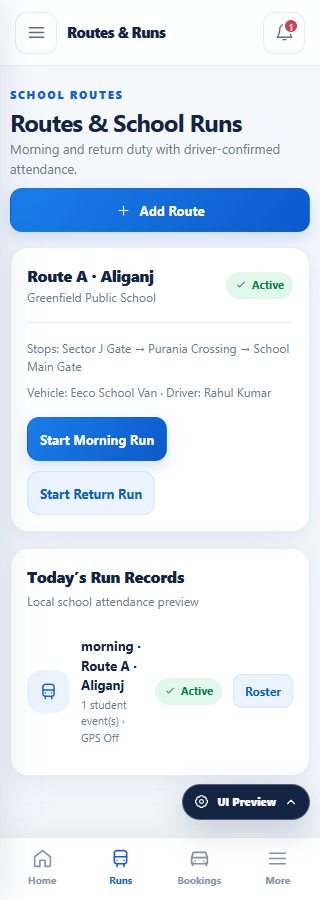 Routes & Runs
1
SCHOOL ROUTES
Routes & School Runs
Morning and return duty with driver-confirmed
attendance.
+ Add Route
Route A · Aliganj
Greenfield Public School
✓ Active
Stops: Sector J Gate → Purania Crossing → School
Main Gate
Vehicle: Eeco School Van · Driver: Rahul Kumar
Start Morning Run
Start Return Run
Today's Run Records
Local school attendance preview
morning ·
Route A ·
Aliganj
1 student
event(s) ·
GPS Off
✓ Active
Roster
UI Preview
Home
Runs
Bookings
More